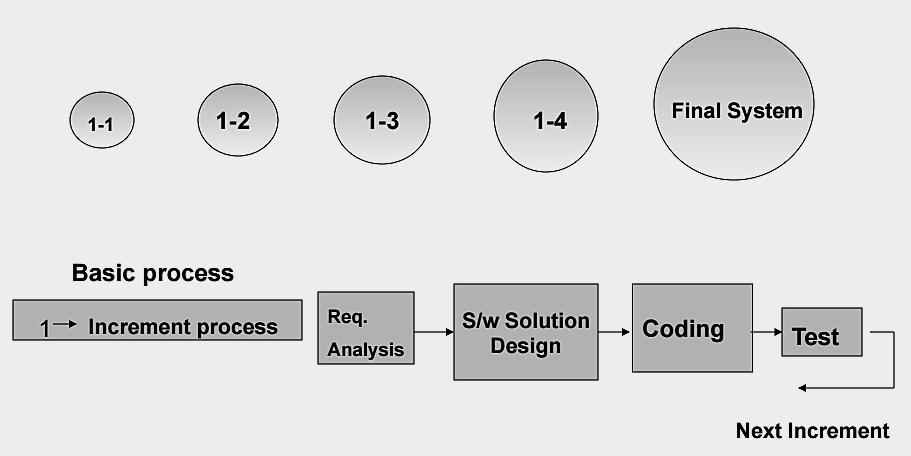 1-1
1-2
1-3
1-4
Final System
Basic process
1→ Increment process
Req.
Analysis
S/w Solution
Design
Coding
Test
Next Increment